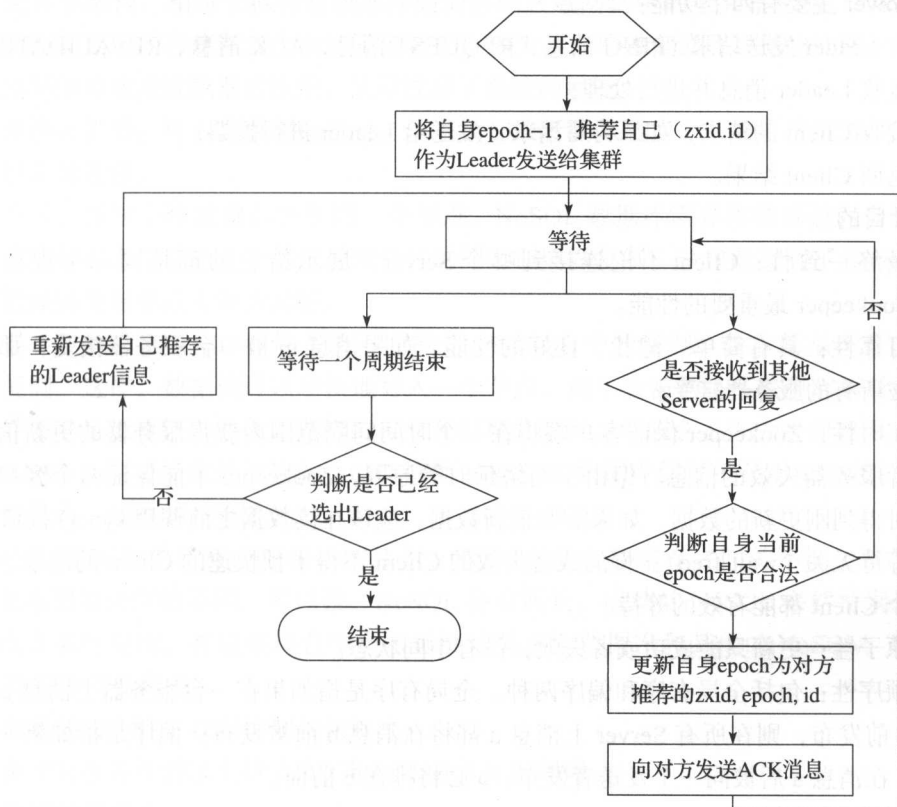 开始
将自身epoch-1，推荐自己（zxid.id）
作为Leader发送给集群
等待
否
重新发送自己推荐
的Leader信息
等待一个周期结束
是否接收到其他
Server的回复
是
否
判断是否已经
选出Leader
判断自身当前
epoch是否合法
是
结束
更新自身epoch为对方
推荐的zxid, epoch, id
向对方发送ACK消息